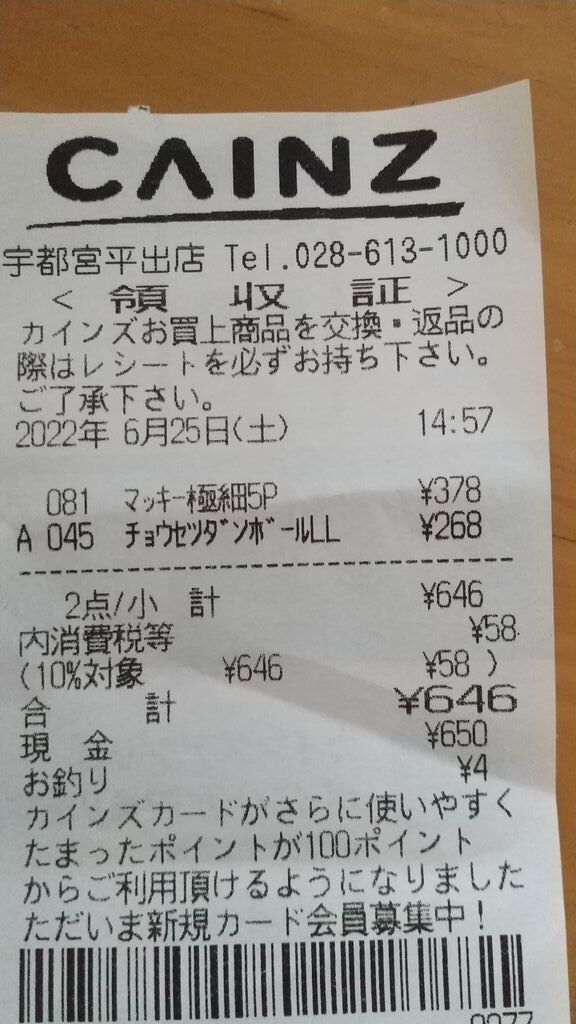 CAINZ
宇都宮平出店 Tel.028-613-1000
< 領 収 証 >
カインズお買上商品を交換・返品の
際はレシートを必ずお持ち下さい。
ご了承下さい。
2022年 6月25日(土) 14:57
081 マッキー極細5P ¥378
A 045 チョウセツダンボールLL ¥268
2点/小 計 ¥646
内消費税等 ¥58
(10%対象 ¥646 ¥58 )
合 計 ¥646
現 金 ¥650
お釣り ¥4
カインズカードがさらに使いやすく
たまったポイントが100ポイント
からご利用頂けるようになりました
ただいま新規カード会員募集中!